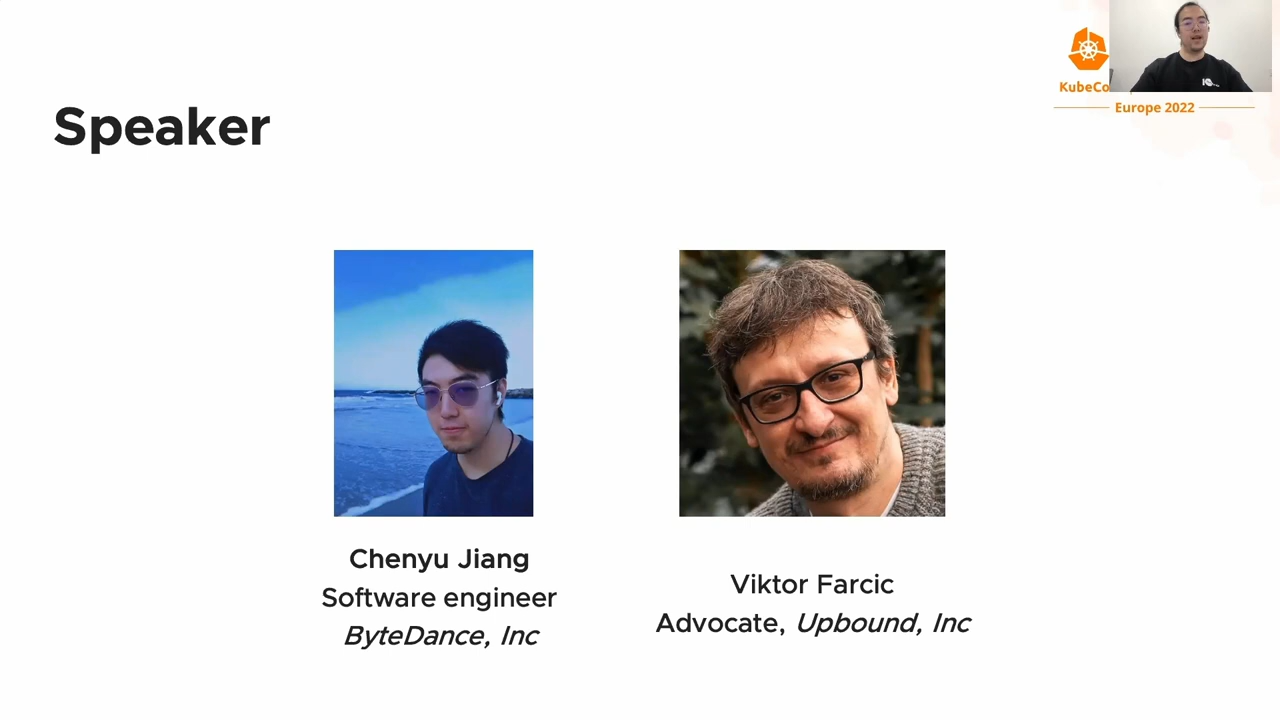 Speaker
KubeCo
Europe 2022
Chenyu Jiang
Software engineer
ByteDance, Inc
Viktor Farcic
Advocate, Upbound, Inc